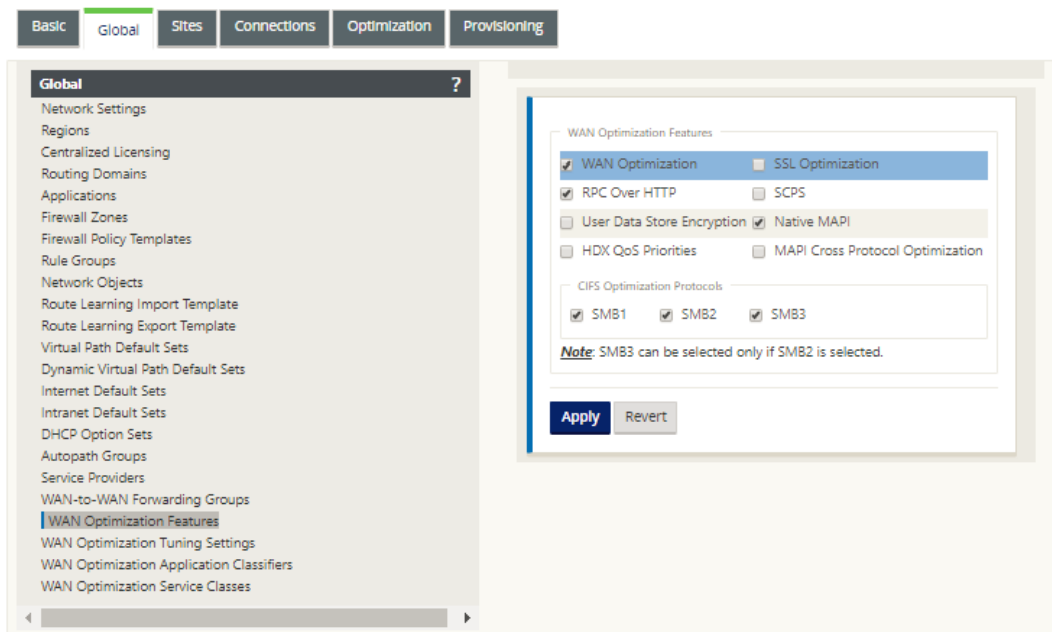 Basic Global Sites Connections Optimization Provisioning
Global ?
Network Settings
Regions
Centralized Licensing
Routing Domains
Applications
Firewall Zones
Firewall Policy Templates
Rule Groups
Network Objects
Route Learning Import Template
Route Learning Export Template
Virtual Path Default Sets
Dynamic Virtual Path Default Sets
Internet Default Sets
Intranet Default Sets
DHCP Option Sets
Autopath Groups
Service Providers
WAN-to-WAN Forwarding Groups
WAN Optimization Features
WAN Optimization Tuning Settings
WAN Optimization Application Classifiers
WAN Optimization Service Classes
WAN Optimization Features
WAN Optimization SSL Optimization
RPC Over HTTP SCPS
User Data Store Encryption Native MAPI
HDX QoS Priorities MAPI Cross Protocol Optimization
CIFS Optimization Protocols
SMB1 SMB2 SMB3
Note: SMB3 can be selected only if SMB2 is selected.
Apply Revert